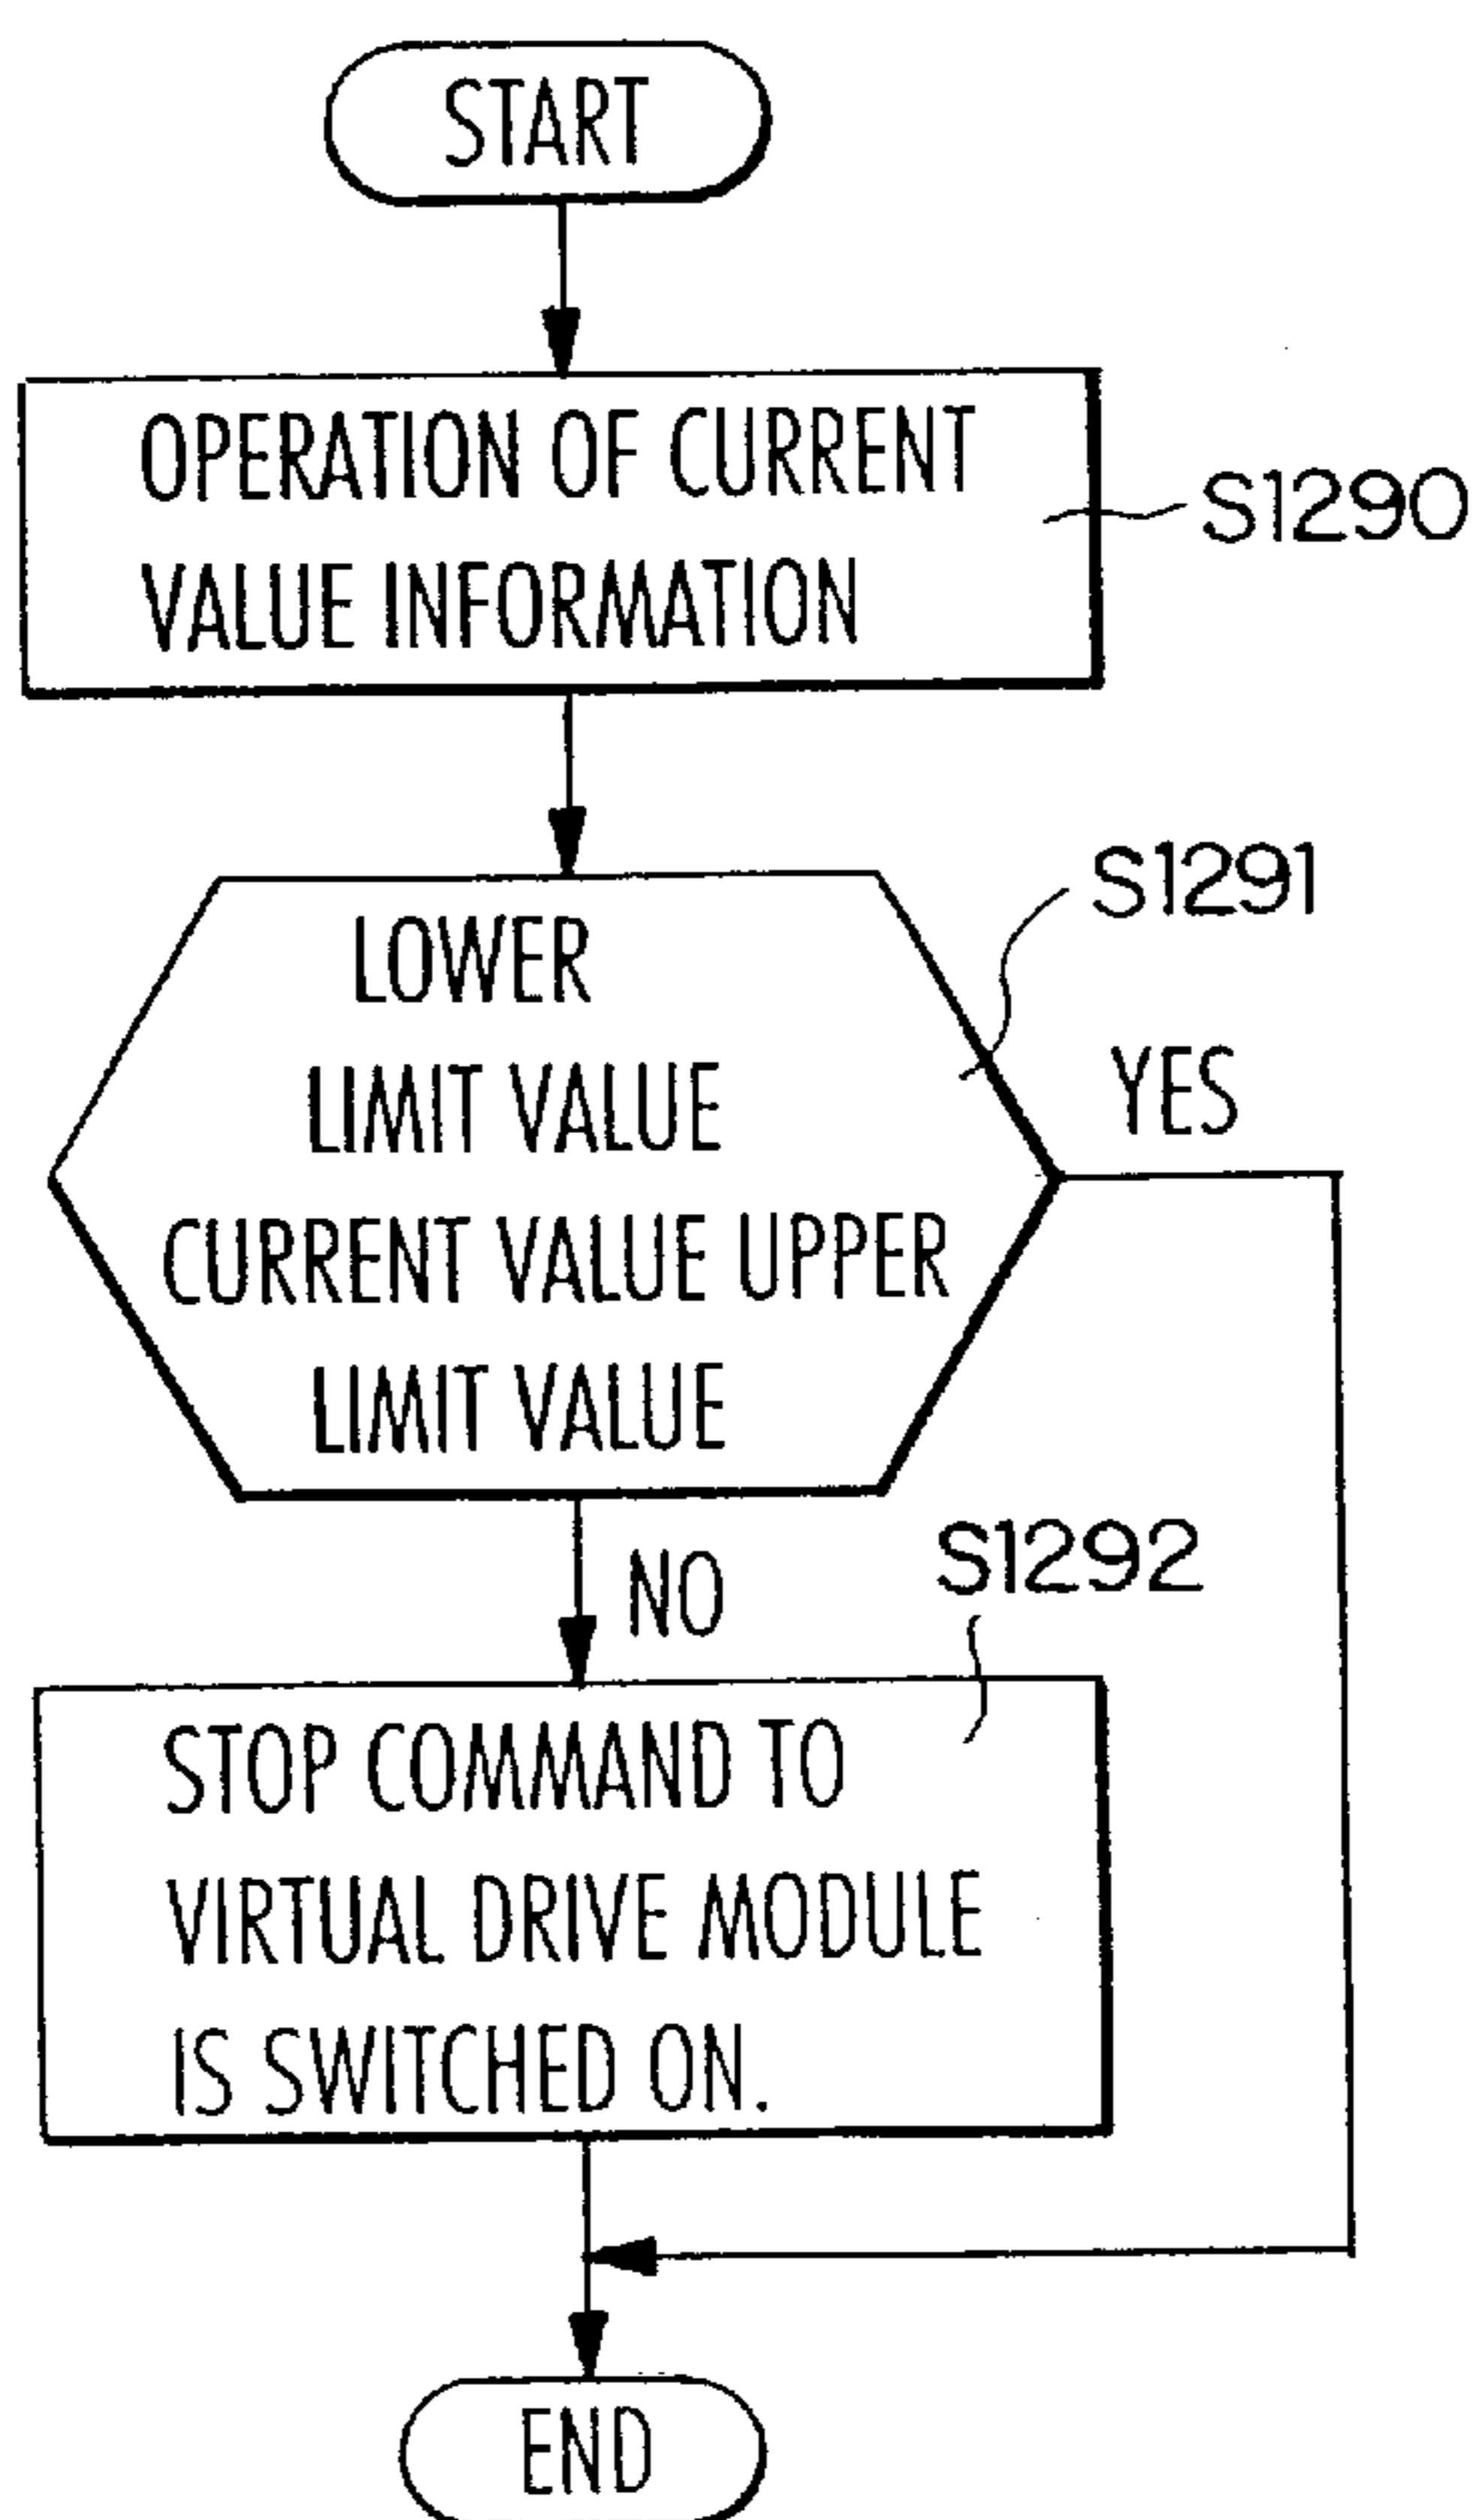 START
OPERATION OF CURRENT
VALUE INFORMATION
S1290
S1291
LOWER
LIMIT VALUE
CURRENT VALUE UPPER
LIMIT VALUE
YES
NO
S1292
STOP COMMAND TO
VIRTUAL DRIVE MODULE
IS SWITCHED ON.
END